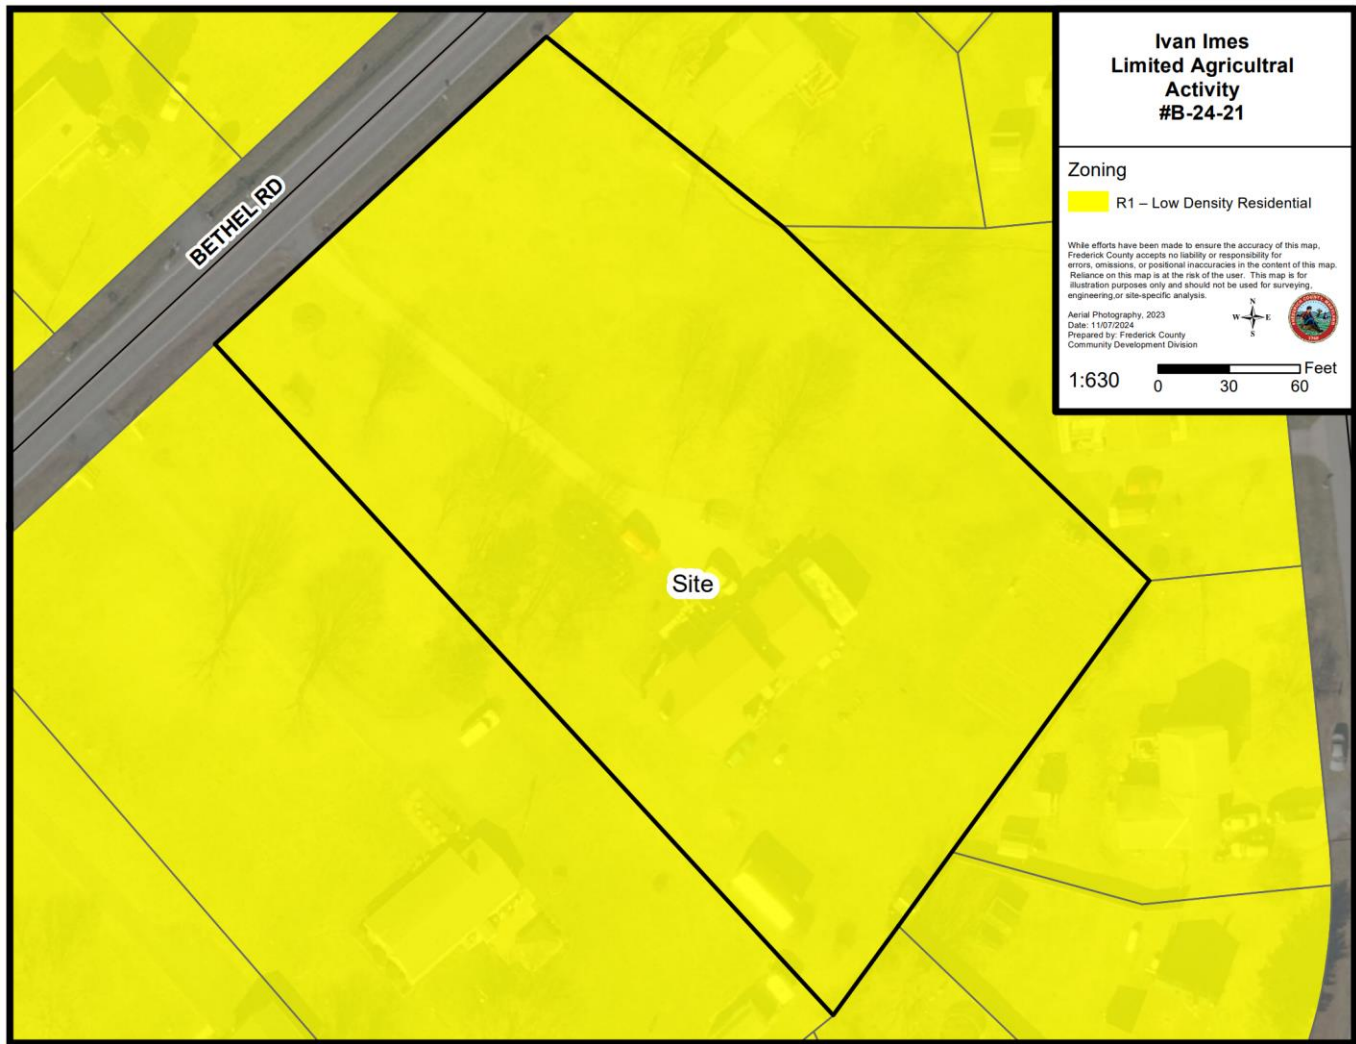 Ivan Imes
Limited Agricultral
Activity
#B-24-21
Zoning
R1 – Low Density Residential
While efforts have been made to ensure the accuracy of this map,
Frederick County accepts no liability or responsibility for
errors, omissions, or positional inaccuracies in the content of this map.
Reliance on this map is at the risk of the user. This map is for
illustration purposes only and should not be used for surveying,
engineering,or site-specific analysis.
Aerial Photography, 2023
Date: 11/07/2024
Prepared by: Frederick County
Community Development Division
N
W E
S
1:630
Feet
0 30 60
BETHEL RD
Site